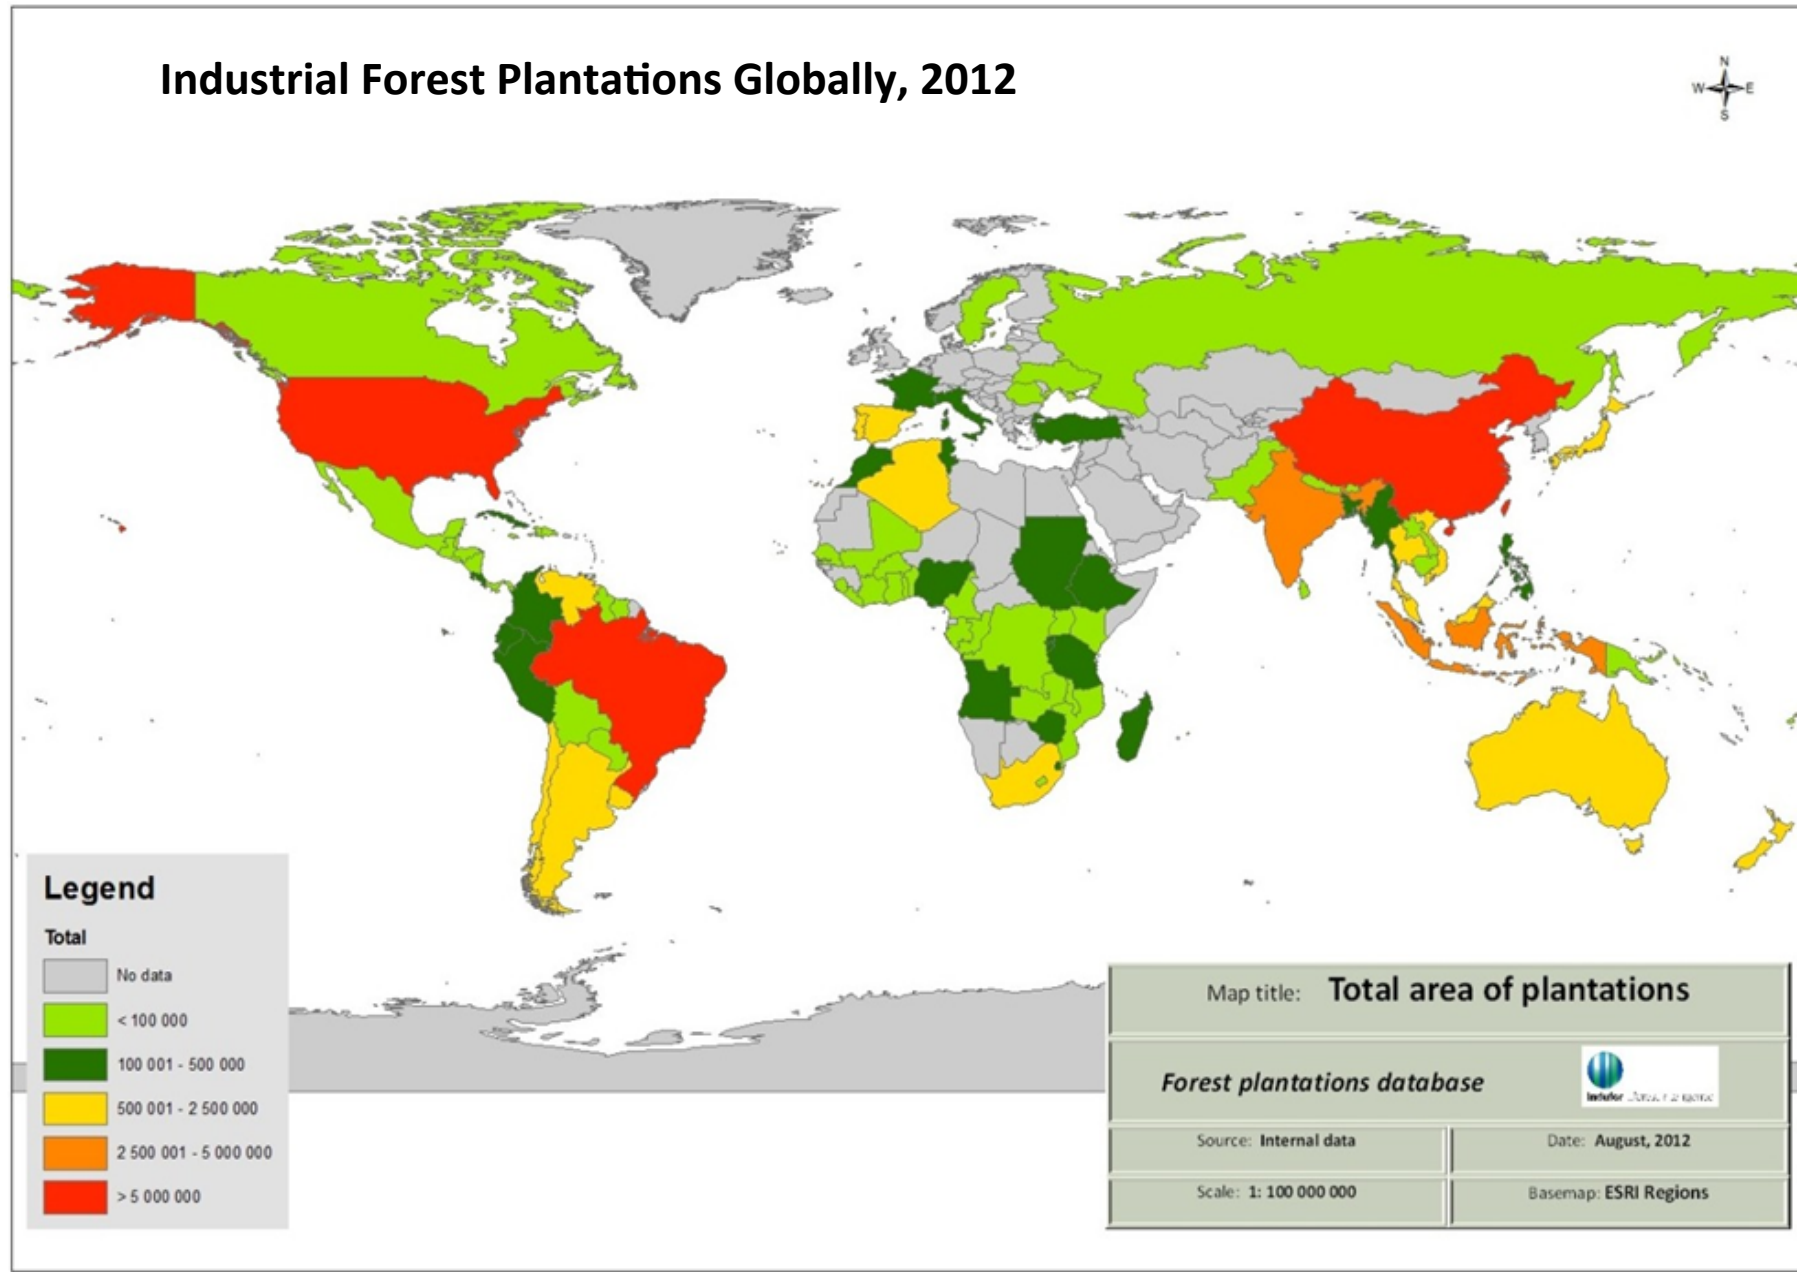 Industrial Forest Plantations Globally, 2012
N
W E
S
Legend
Total
No data
< 100 000
100 001 - 500 000
500 001 - 2 500 000
2 500 001 - 5 000 000
> 5 000 000
Map title: Total area of plantations
Forest plantations database
Indufor
Source: Internal data
Date: August, 2012
Scale: 1: 100 000 000
Basemap: ESRI Regions